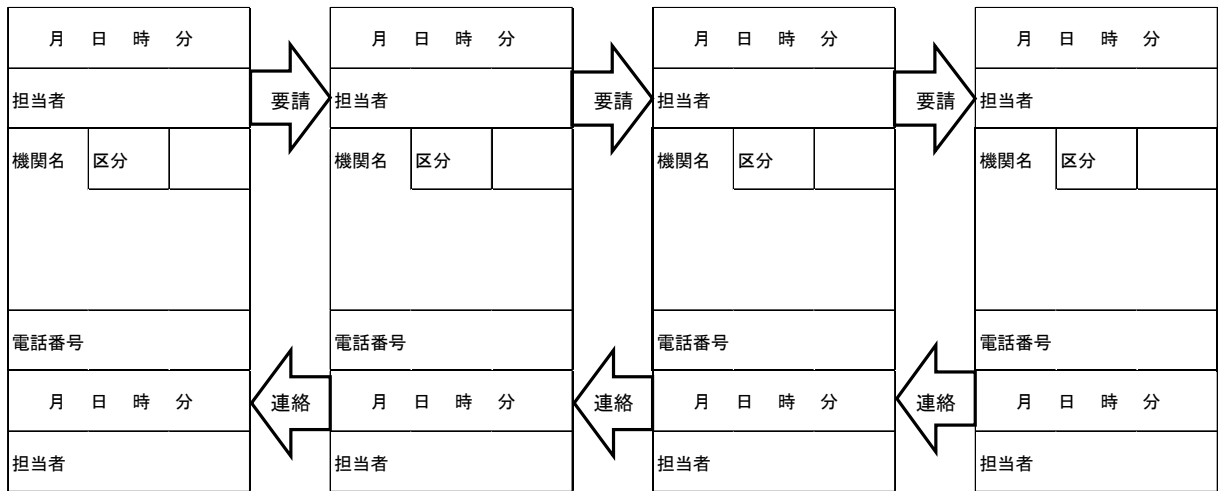 月 日 時 分 月 日 時 分 月 日 時 分 月 日 時 分
担当者 要請 担当者 要請 担当者 要請 担当者
機関名 区分 機関名 区分 機関名 区分 機関名 区分
電話番号 電話番号 電話番号 電話番号
月 日 時 分 連絡 月 日 時 分 連絡 月 日 時 分 連絡 月 日 時 分
担当者 担当者 担当者 担当者